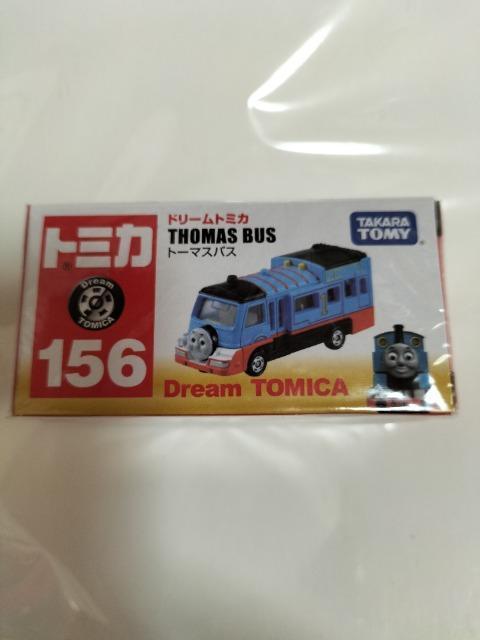 トミカ
®
Dream
TOMICA
156
ドリームトミカ
THOMAS BUS
トーマスバス
TAKARA
TOMY
Dream TOMICA